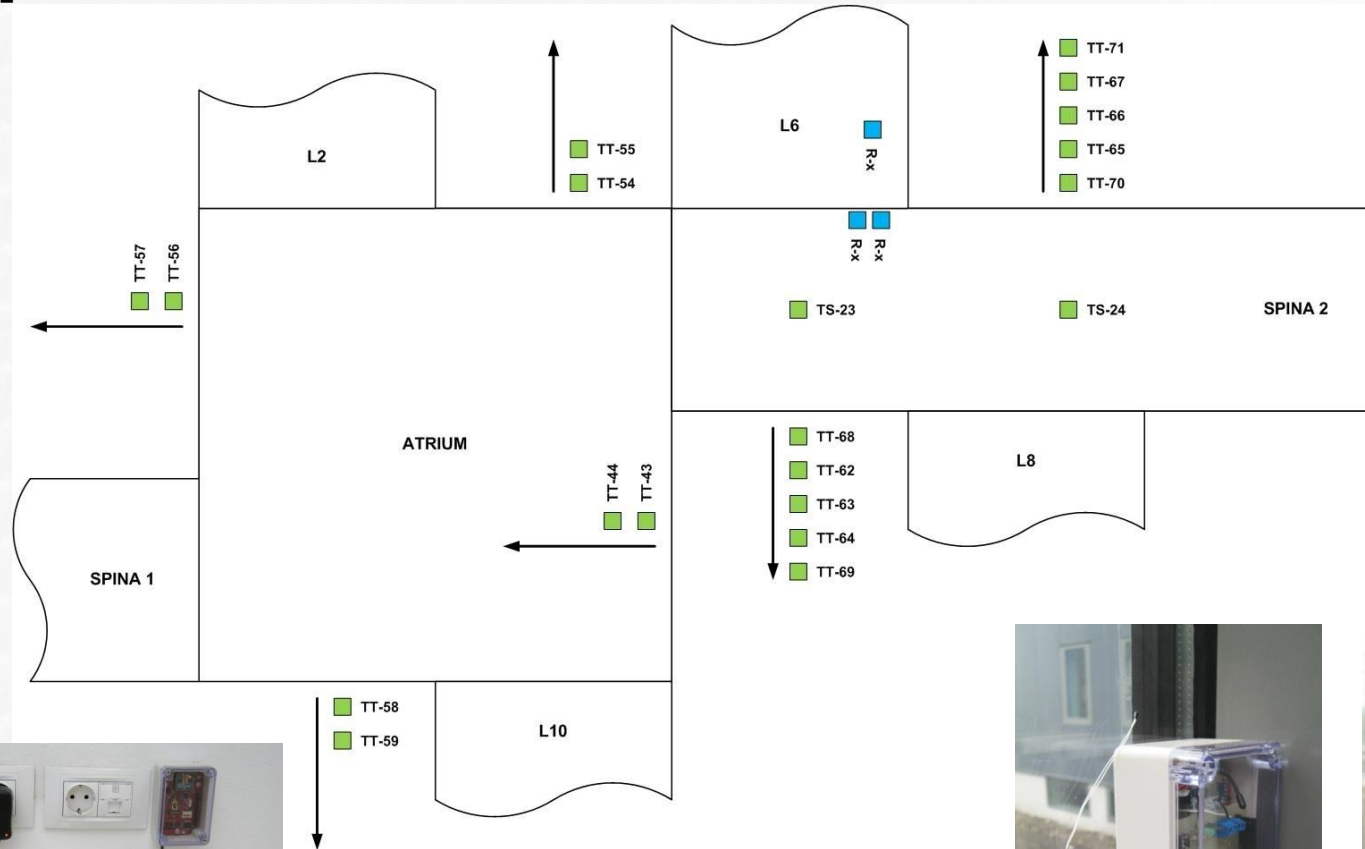 TT-71
TT-67
L6
TT-66
R-x
TT-55
TT-65
L2
TT-54
TT-70
TT-57
TT-56
R-x
R-x
TS-23
TS-24
SPINA 2
ATRIUM
TT-44
TT-43
TT-68
TT-62
TT-63
TT-64
TT-69
L8
SPINA 1
TT-58
TT-59
L10